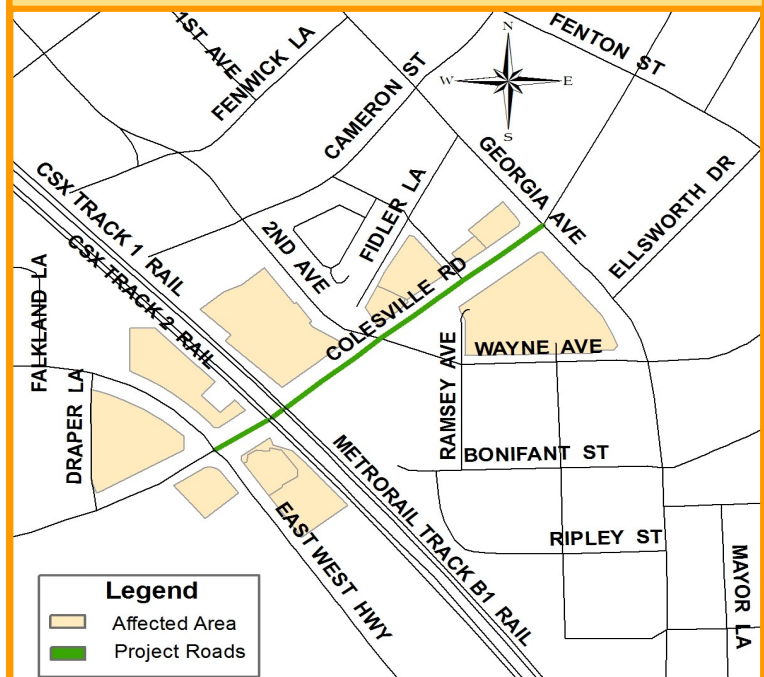 1ST AVE
FENWICK LA
CAMERON ST
FENTON ST
N
W
E
S
GEORGIA AVE
ELLSWORTH DR
CSX TRACK 1 RAIL
CSX TRACK 2 RAIL
2ND AVE
FIDLER LA
COLESVILLE RD
FALKLAND LA
DRAPER LA
RAMSEY AVE
WAYNE AVE
BONIFANT ST
RIPLEY ST
MAYOR LA
METRORAIL TRACK B1 RAIL
EAST WEST HWY
Legend
Affected Area
Project Roads